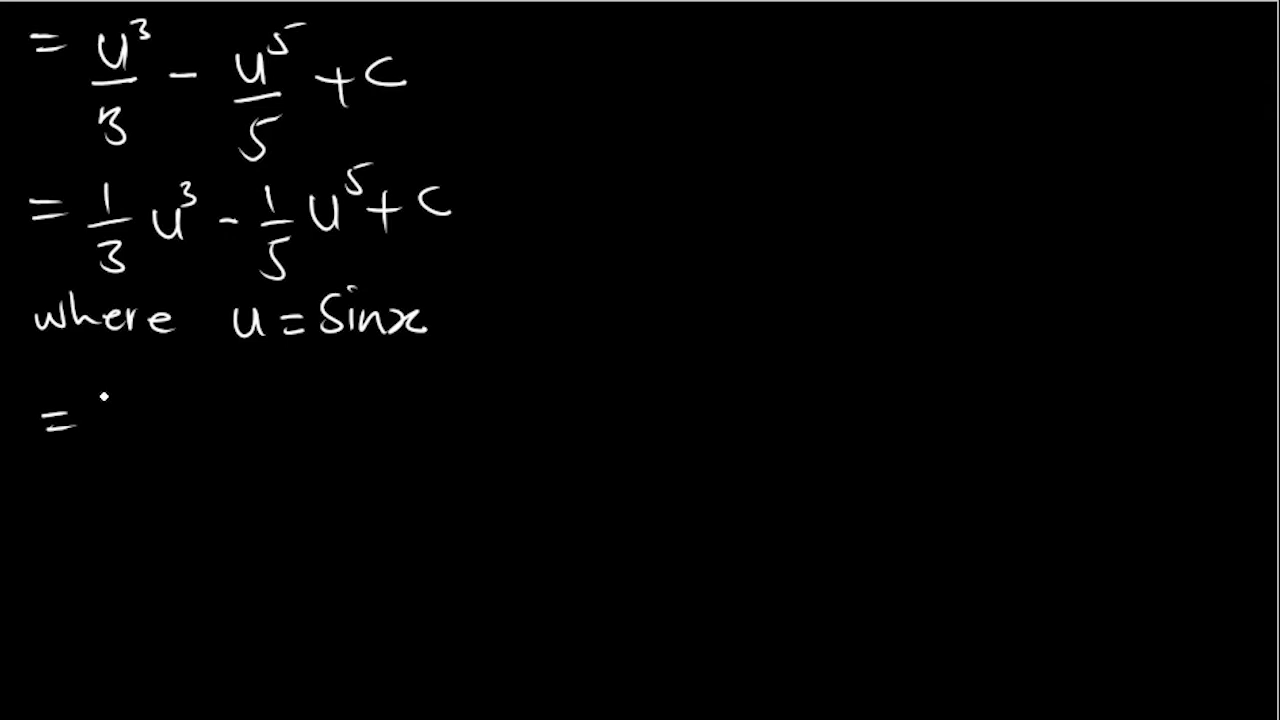 = u³/3 - u⁵/5 + c
= 1/3 u³ - 1/5 u⁵ + c
where u = Sinx
=